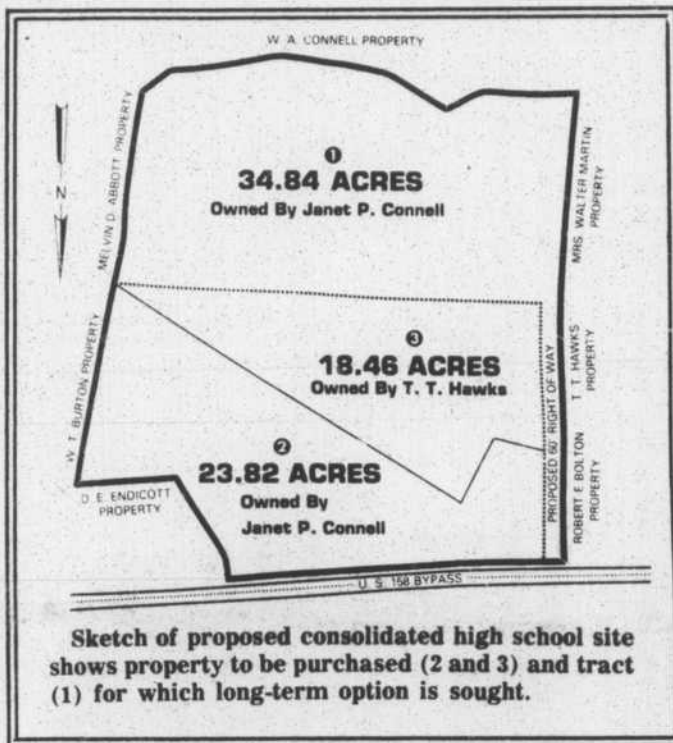 W. A. CONNELL PROPERTY
N
MELVIN D. ABBOTT PROPERTY
1
34.84 ACRES
Owned By Janet P. Connell
MRS WALTER MARTIN
PROPERTY
W. T. BURTON PROPERTY
3
18.46 ACRES
Owned By T. T. Hawks
PROPOSED 60' RIGHT OF WAY
T. T. HAWKS
PROPERTY
2
23.82 ACRES
Owned By
Janet P. Connell
D. E. ENDICOTT
PROPERTY
ROBERT E BOLTON
PROPERTY
U. S. 158 BYPASS
Sketch of proposed consolidated high school site
shows property to be purchased (2 and 3) and tract
(1) for which long-term option is sought.